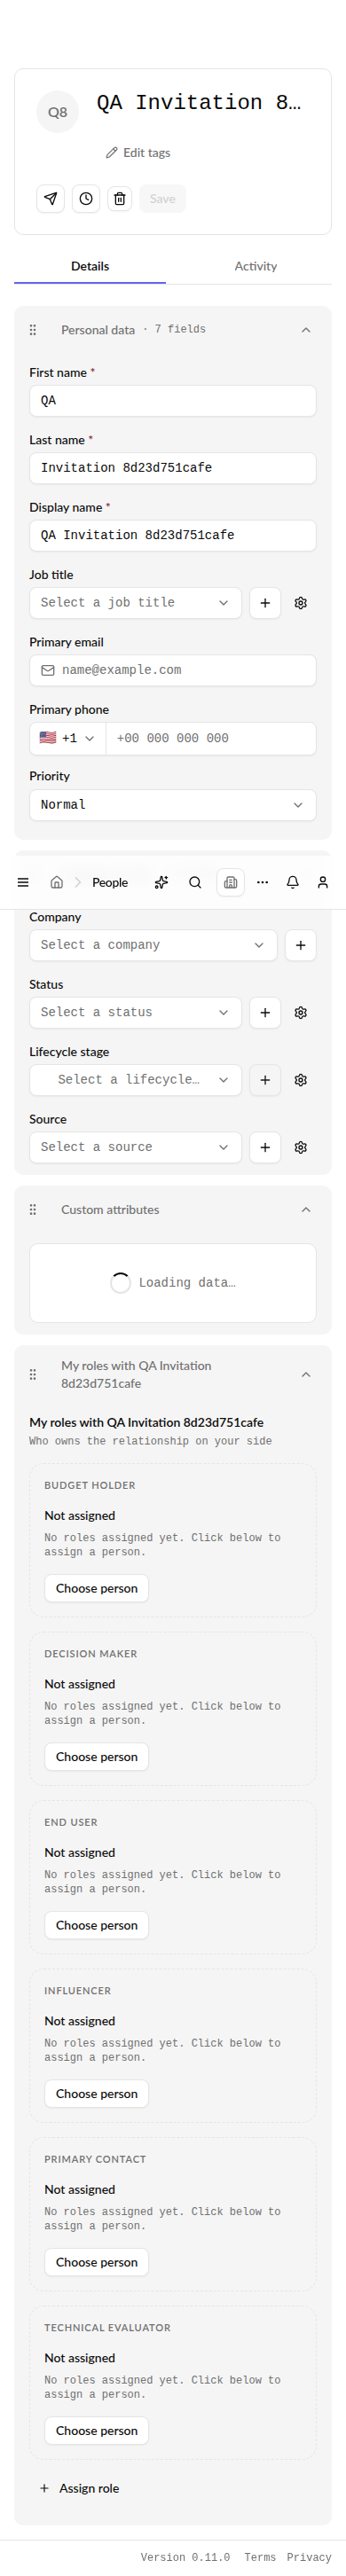 Q8
QA Invitation 8…
Edit tags
Save
Details
Activity
Personal data · 7 fields
First name *
QA
Last name *
Invitation 8d23d751cafe
Display name *
QA Invitation 8d23d751cafe
Job title
Select a job title
Primary email
name@example.com
Primary phone
+1
+00 000 000 000
Priority
Normal
People
Company
Select a company
Status
Select a status
Lifecycle stage
Select a lifecycle…
Source
Select a source
Custom attributes
Loading data…
My roles with QA Invitation
8d23d751cafe
My roles with QA Invitation 8d23d751cafe
Who owns the relationship on your side
BUDGET HOLDER
Not assigned
No roles assigned yet. Click below to
assign a person.
Choose person
DECISION MAKER
Not assigned
No roles assigned yet. Click below to
assign a person.
Choose person
END USER
Not assigned
No roles assigned yet. Click below to
assign a person.
Choose person
INFLUENCER
Not assigned
No roles assigned yet. Click below to
assign a person.
Choose person
PRIMARY CONTACT
Not assigned
No roles assigned yet. Click below to
assign a person.
Choose person
TECHNICAL EVALUATOR
Not assigned
No roles assigned yet. Click below to
assign a person.
Choose person
Assign role
Version 0.11.0 Terms Privacy